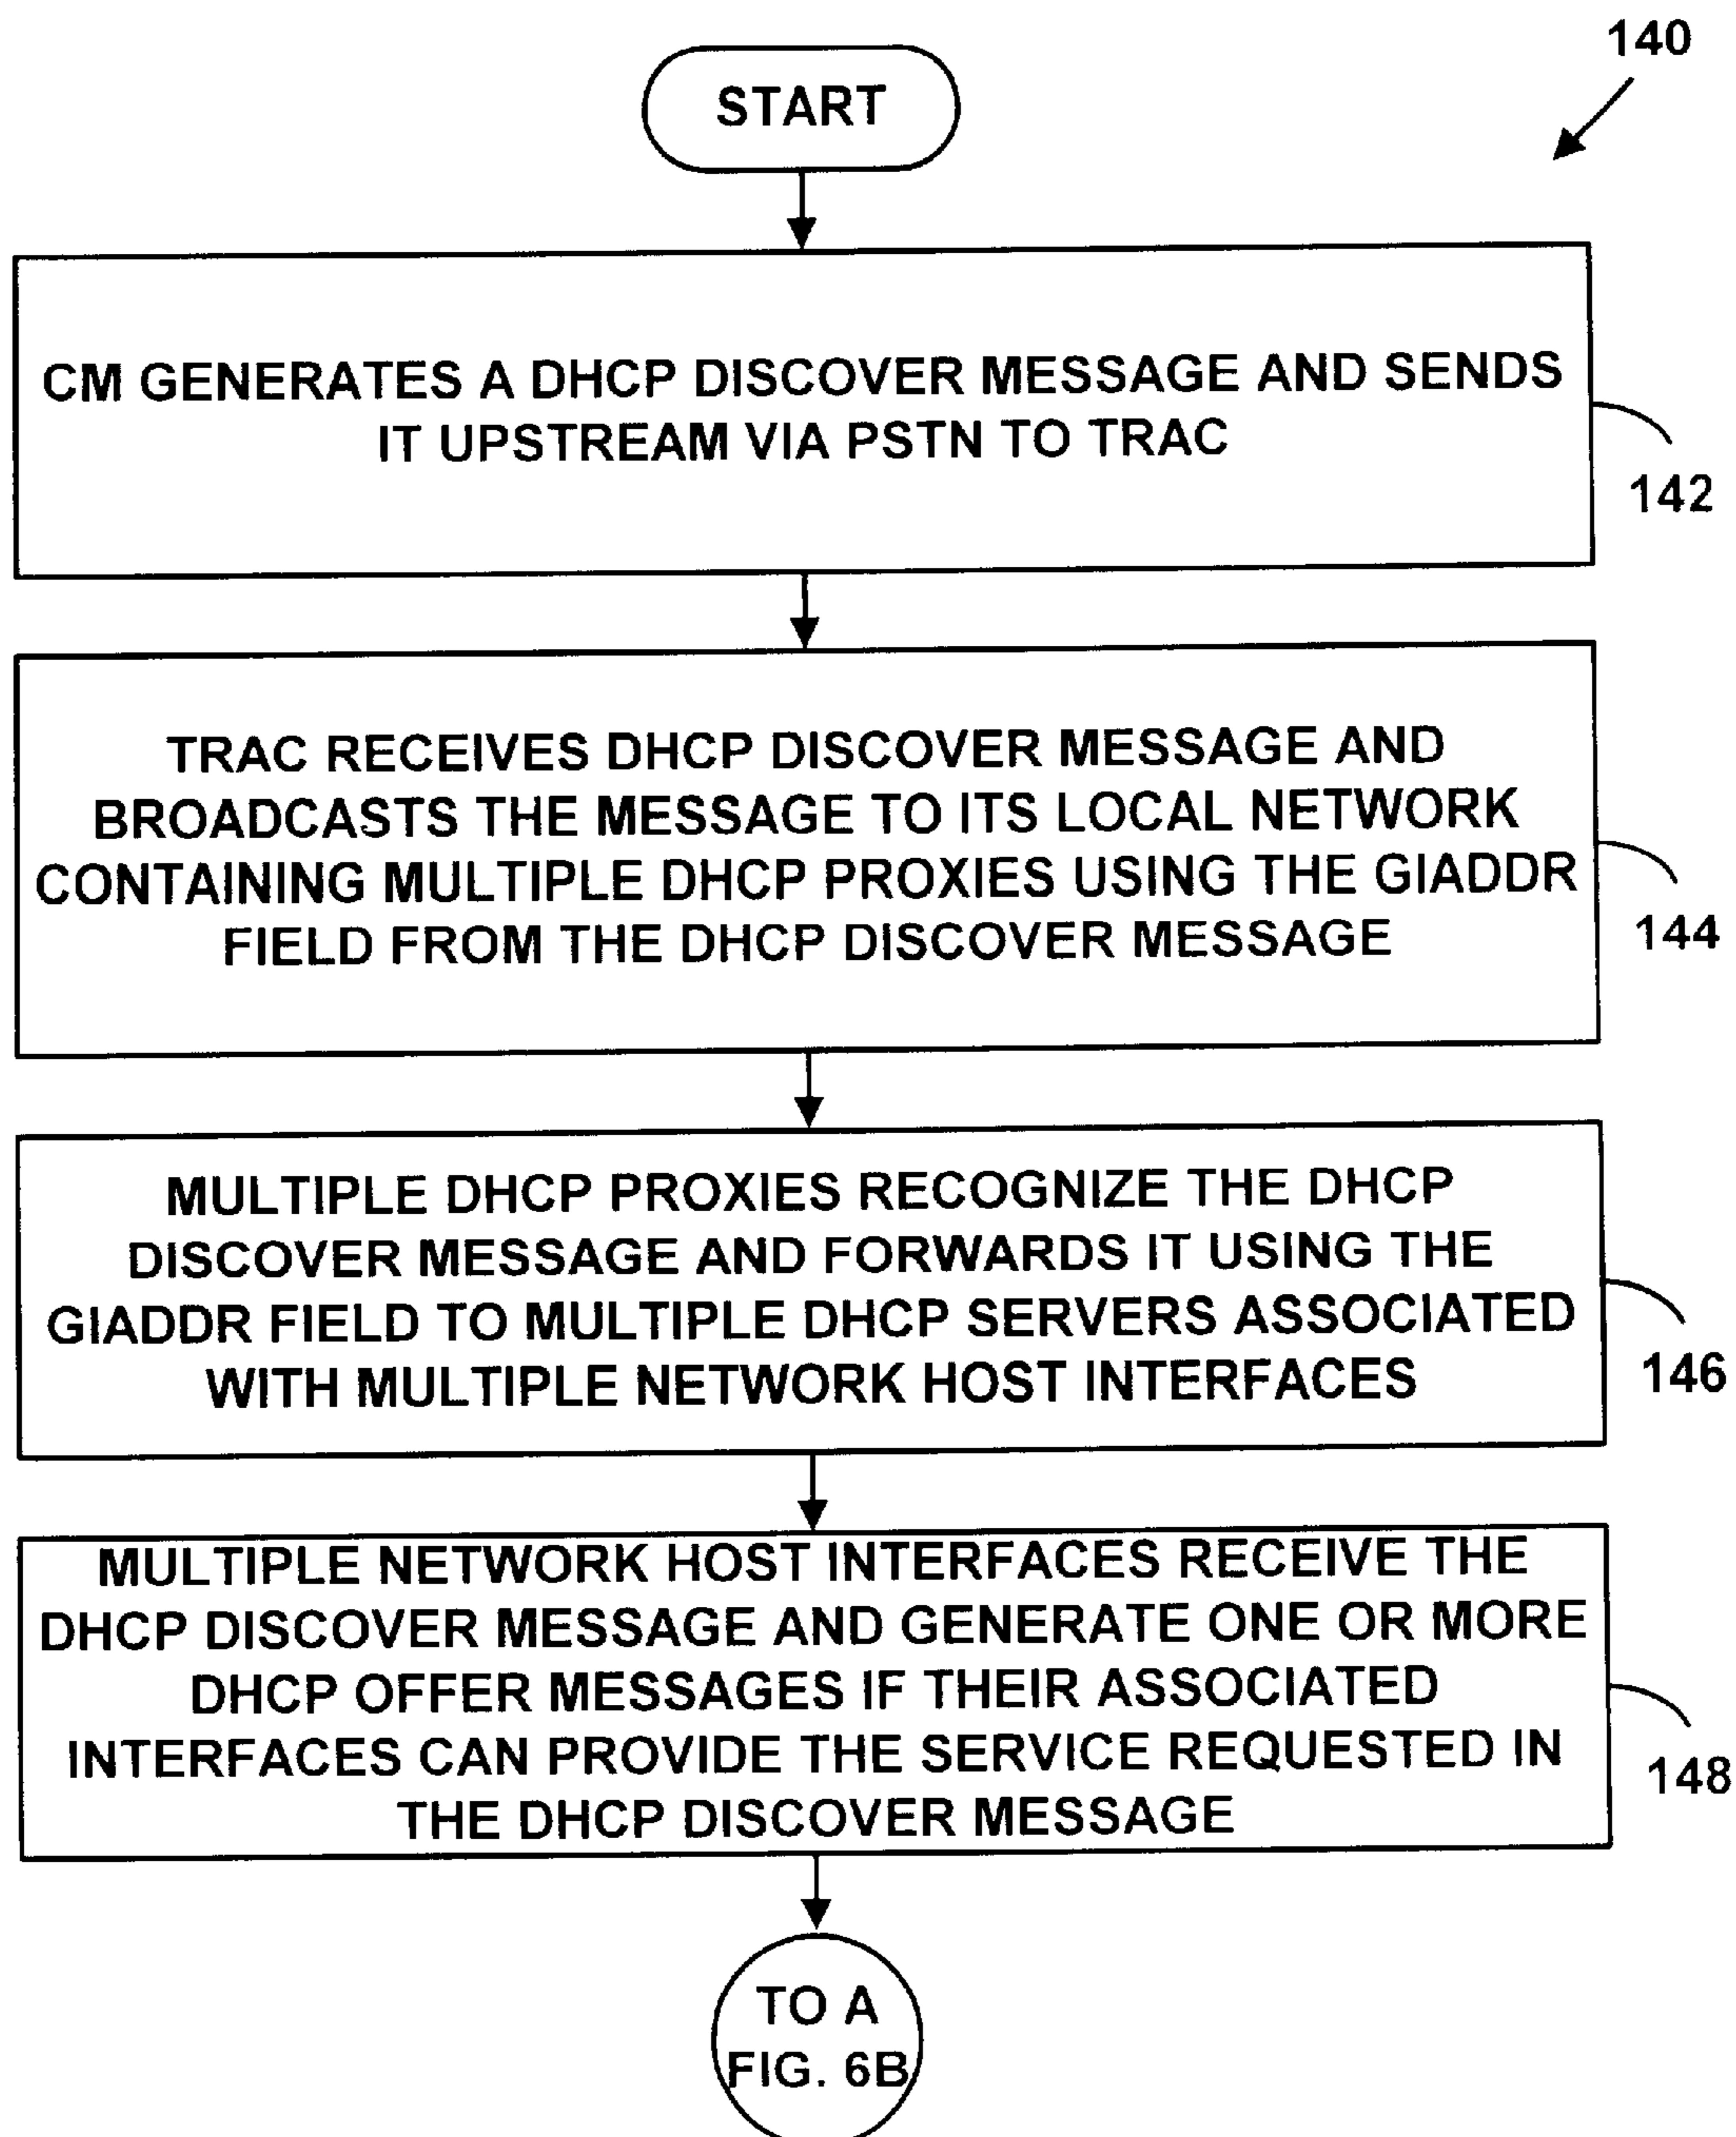 140
START
CM GENERATES A DHCP DISCOVER MESSAGE AND SENDS
IT UPSTREAM VIA PSTN TO TRAC
142
TRAC RECEIVES DHCP DISCOVER MESSAGE AND
BROADCASTS THE MESSAGE TO ITS LOCAL NETWORK
CONTAINING MULTIPLE DHCP PROXIES USING THE GIADDR
FIELD FROM THE DHCP DISCOVER MESSAGE
144
MULTIPLE DHCP PROXIES RECOGNIZE THE DHCP
DISCOVER MESSAGE AND FORWARDS IT USING THE
GIADDR FIELD TO MULTIPLE DHCP SERVERS ASSOCIATED
WITH MULTIPLE NETWORK HOST INTERFACES
146
MULTIPLE NETWORK HOST INTERFACES RECEIVE THE
DHCP DISCOVER MESSAGE AND GENERATE ONE OR MORE
DHCP OFFER MESSAGES IF THEIR ASSOCIATED
INTERFACES CAN PROVIDE THE SERVICE REQUESTED IN
THE DHCP DISCOVER MESSAGE
148
TO A
FIG. 6B